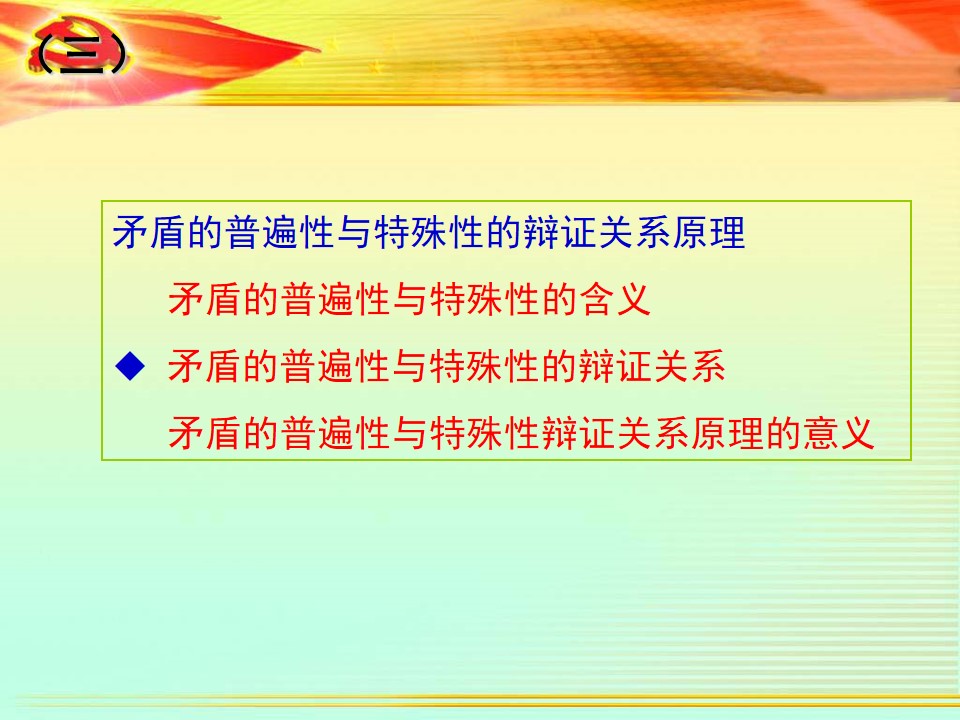 （三）
矛盾的普遍性与特殊性的辩证关系原理
矛盾的普遍性与特殊性的含义
◆ 矛盾的普遍性与特殊性的辩证关系
矛盾的普遍性与特殊性辩证关系原理的意义